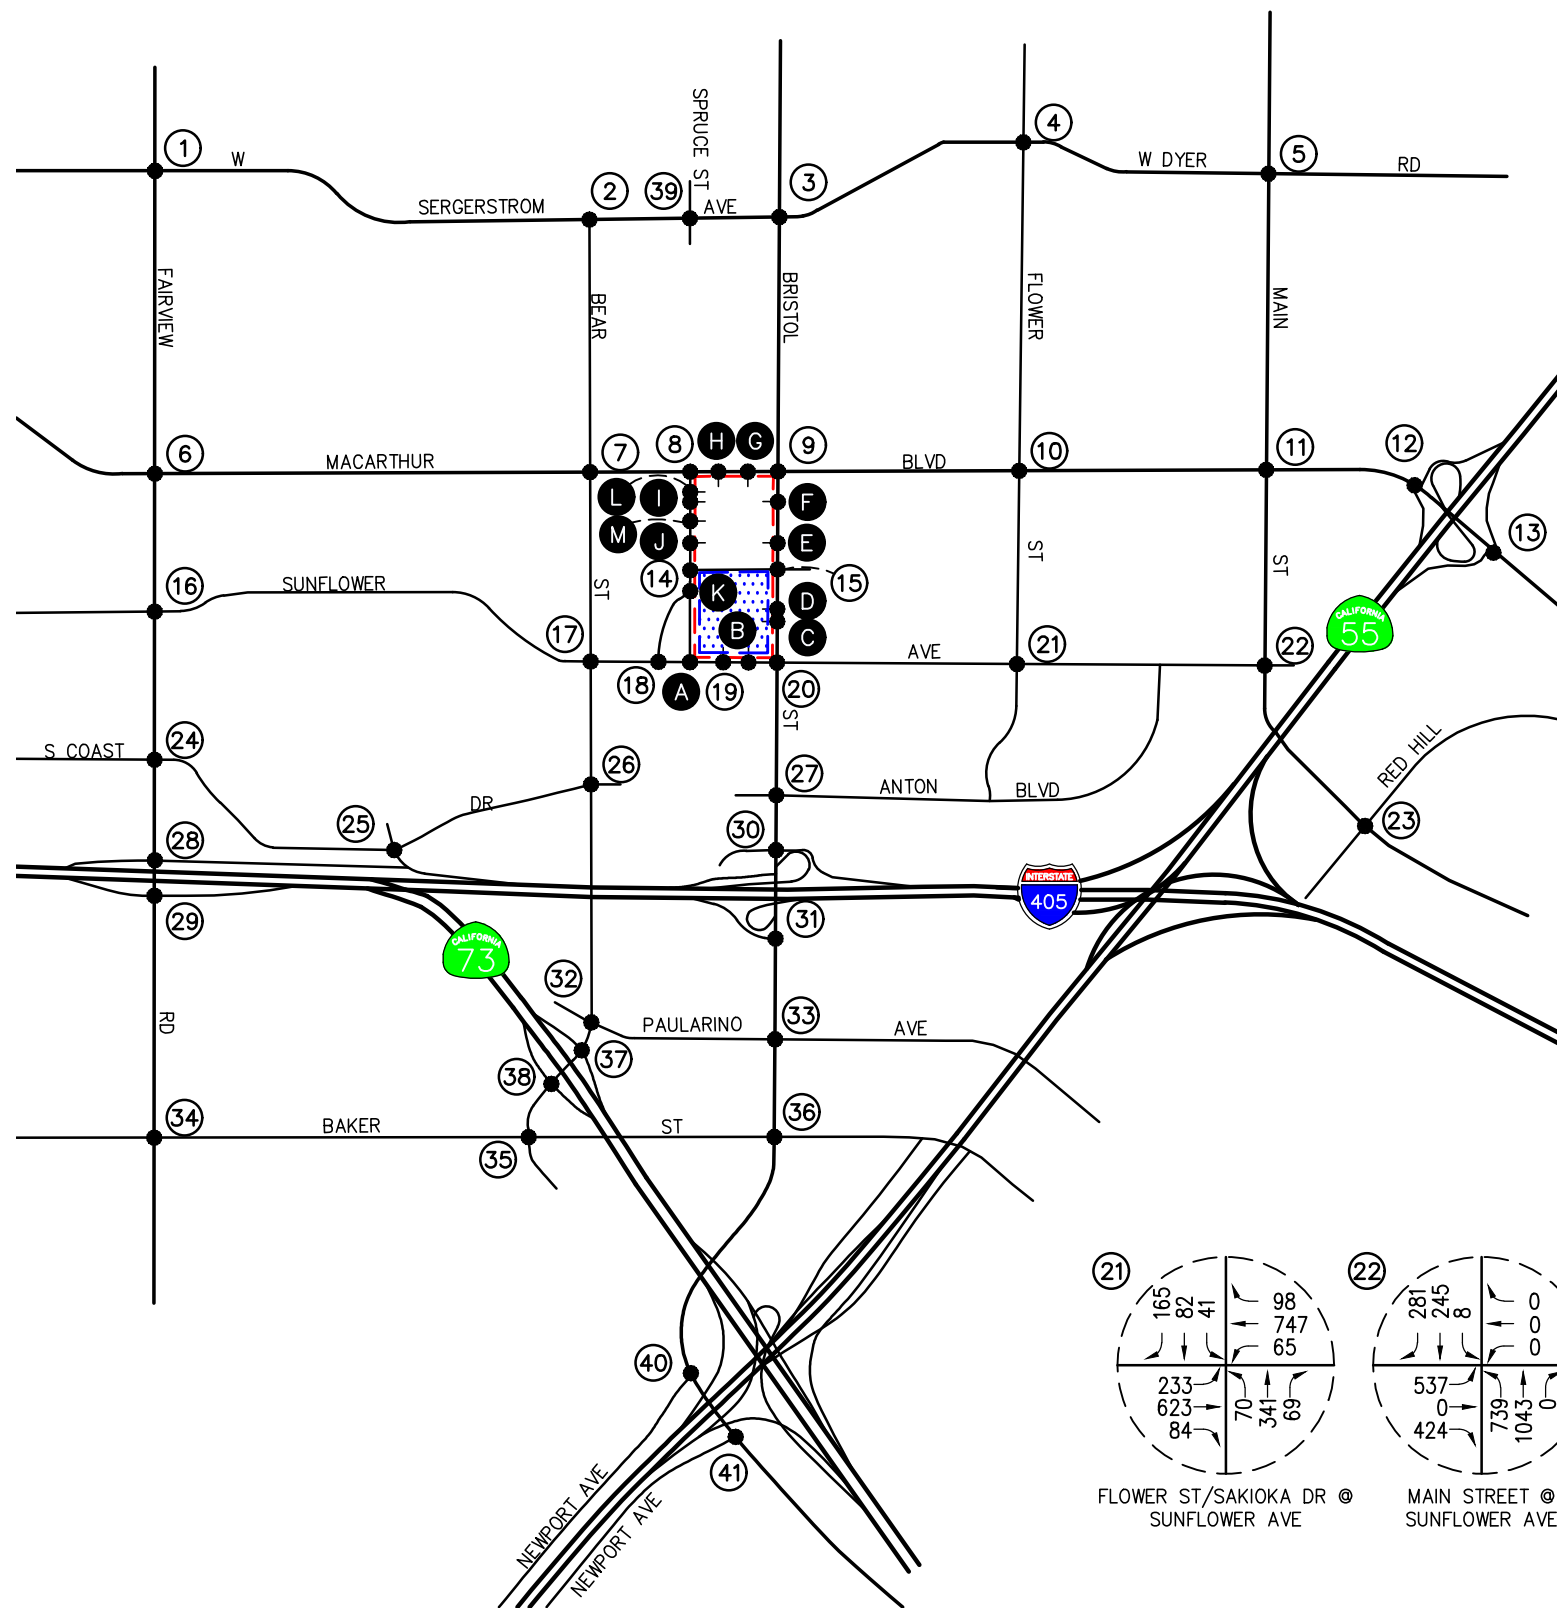 SPRUCE ST
1
W
2
39
AVE
3
4
W DYER
5
RD
SERGERSTROM
FAIRVIEW
BEAR
BRISTOL
FLOWER
MAIN
6
MACARTHUR
7
8
H
G
9
BLVD
10
11
12
L
I
F
M
J
E
13
14
K
15
ST
ST
16
SUNFLOWER
ST
17
D
B
C
CALIFORNIA
55
18
A
19
20
AVE
21
22
ST
24
S COAST
26
27
ANTON
BLVD
RED HILL
DR
25
30
23
28
29
31
INTERSTATE
405
CALIFORNIA
73
32
RD
PAULARINO
33
AVE
37
38
34
BAKER
ST
36
35
40
41
NEWPORT AVE
NEWPORT AVE
21
165
82
41
98
747
65
233
623
84
70
341
69
FLOWER ST/SAKIOKA DR @
SUNFLOWER AVE
22
281
245
8
0
0
0
537
0
424
739
1043
0
MAIN STREET @
SUNFLOWER AVE